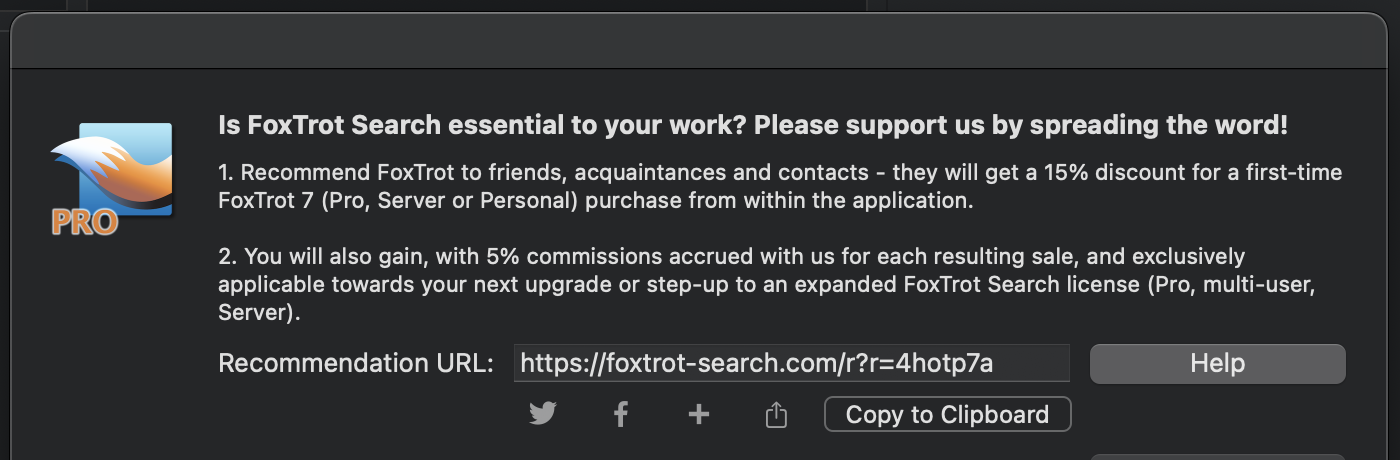 Is FoxTrot Search essential to your work? Please support us by spreading the word!
1. Recommend FoxTrot to friends, acquaintances and contacts - they will get a 15% discount for a first-time
FoxTrot 7 (Pro, Server or Personal) purchase from within the application.
2. You will also gain, with 5% commissions accrued with us for each resulting sale, and exclusively
applicable towards your next upgrade or step-up to an expanded FoxTrot Search license (Pro, multi-user,
Server).
PRO
Recommendation URL: https://foxtrot-search.com/r?r=4hotp7a Help
Copy to Clipboard